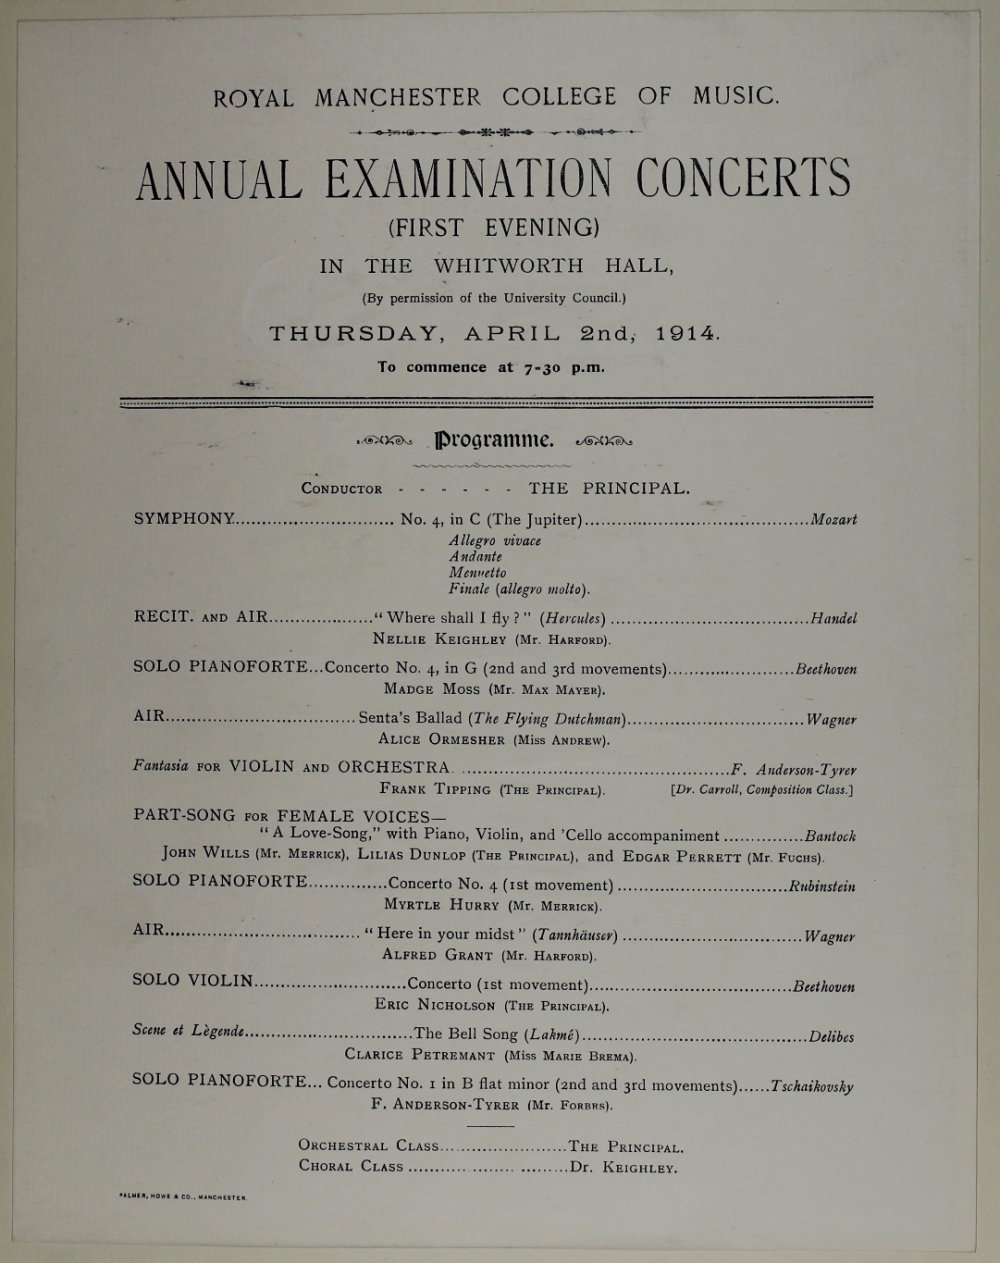 ROYAL MANCHESTER COLLEGE OF MUSIC.
ANNUAL EXAMINATION CONCERTS
(FIRST EVENING)
IN THE WHITWORTH HALL,
(By permission of the University Council.)
THURSDAY, APRIL 2nd, 1914.
To commence at 7-30 p.m.
Programme.
CONDUCTOR - - - - - - THE PRINCIPAL.
SYMPHONY............................ No. 4, in C (The Jupiter)........................................Mozart
Allegro vivace
Andante
Menuetto
Finale (allegro molto).
RECIT. AND AIR...................."Where shall I fly?" (Hercules) .....................................Handel
NELLIE KEIGHLEY (MR. HARFORD).
SOLO PIANOFORTE...Concerto No. 4, in G (2nd and 3rd movements).........................Beethoven
MADGE MOSS (MR. MAX MAYER).
AIR.................................Senta's Ballad (The Flying Dutchman)................................Wagner
ALICE ORMESHER (MISS ANDREW).
Fantasia FOR VIOLIN AND ORCHESTRA. ................................................F. Anderson-Tyrer
FRANK TIPPING (THE PRINCIPAL). [Dr. Carroll, Composition Class.]
PART-SONG FOR FEMALE VOICES—
"A Love-Song," with Piano, Violin, and 'Cello accompaniment ..............Bantock
JOHN WILLS (MR. MERRICK), LILIAS DUNLOP (THE PRINCIPAL), and EDGAR PERRETT (MR. FUCHS).
SOLO PIANOFORTE..............Concerto No. 4 (1st movement) ..............................Rubinstein
MYRTLE HURRY (MR. MERRICK).
AIR.................................... "Here in your midst" (Tannhäuser) ................................Wagner
ALFRED GRANT (MR. HARFORD).
SOLO VIOLIN...........................Concerto (1st movement)....................................Beethoven
ERIC NICHOLSON (THE PRINCIPAL).
Scene et Lègende..............................The Bell Song (Lakmé)........................................Delibes
CLARICE PETREMANT (MISS MARIE BREMA).
SOLO PIANOFORTE... Concerto No. 1 in B flat minor (2nd and 3rd movements)......Tschaikovsky
F. ANDERSON-TYRER (MR. FORBES).
ORCHESTRAL CLASS.......................THE PRINCIPAL.
CHORAL CLASS ........... ........ .........DR. KEIGHLEY.
PALMER, HOWE & CO., MANCHESTER.